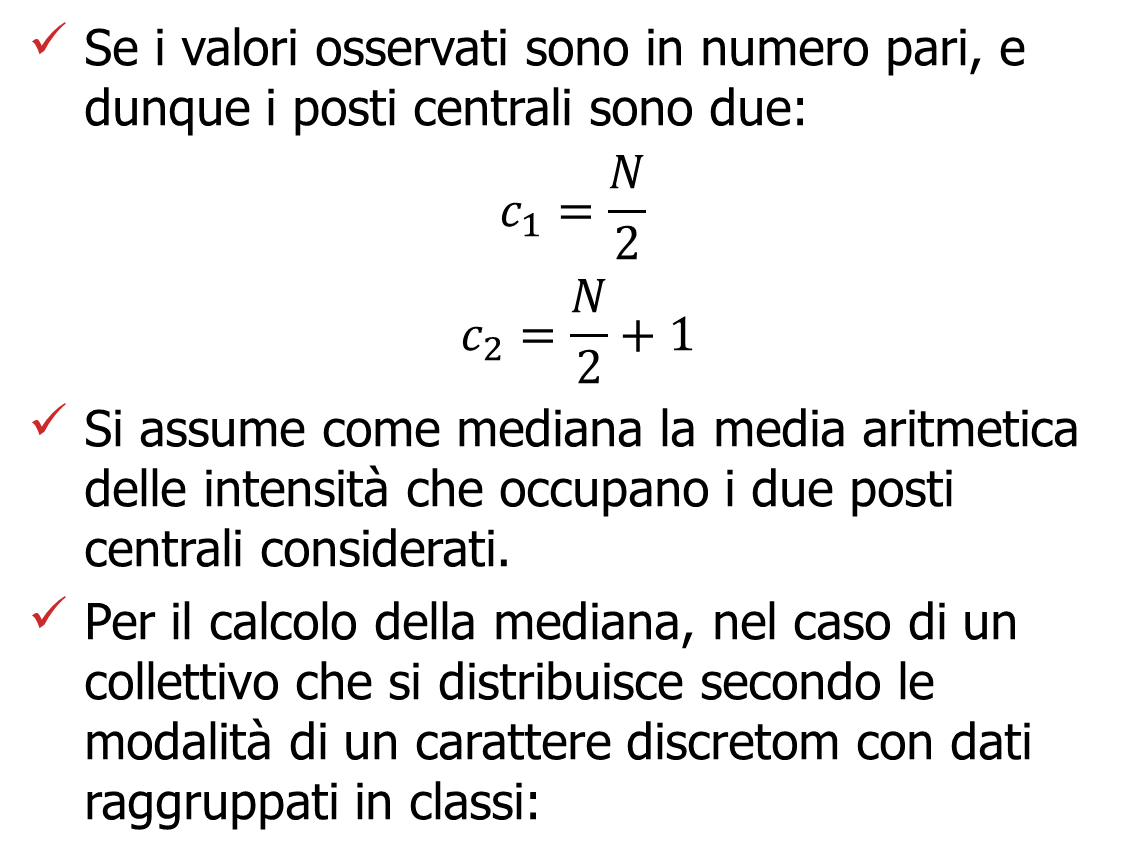 ✓ Se i valori osservati sono in numero pari, e
dunque i posti centrali sono due:
c₁ = N/2
c₂ = N/2 + 1
✓ Si assume come mediana la media aritmetica
delle intensità che occupano i due posti
centrali considerati.
✓ Per il calcolo della mediana, nel caso di un
collettivo che si distribuisce secondo le
modalità di un carattere discretom con dati
raggruppati in classi: